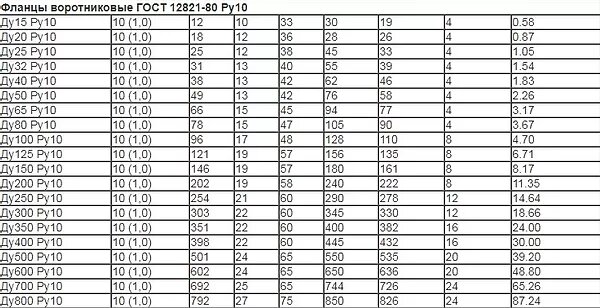 Фланцы воротниковые ГОСТ 12821-80 Ру10
Ду15 Ру10 10 (1,0) 12 10 33 30 19 4 0.58
Ду20 Ру10 10 (1,0) 18 12 36 28 26 4 0.87
Ду25 Ру10 10 (1,0) 25 12 38 45 33 4 1.05
Ду32 Ру10 10 (1,0) 31 13 40 55 39 4 1.54
Ду40 Ру10 10 (1,0) 38 13 42 62 46 4 1.83
Ду50 Ру10 10 (1,0) 49 13 42 76 58 4 2.26
Ду65 Ру10 10 (1,0) 66 15 45 94 77 4 3.17
Ду80 Ру10 10 (1,0) 78 15 47 105 90 4 3.67
Ду100 Ру10 10 (1,0) 96 17 48 128 110 8 4.70
Ду125 Ру10 10 (1,0) 121 19 57 156 135 8 6.71
Ду150 Ру10 10 (1,0) 146 19 57 180 161 8 8.17
Ду200 Ру10 10 (1,0) 202 19 58 240 222 8 11.35
Ду250 Ру10 10 (1,0) 254 21 60 290 278 12 14.64
Ду300 Ру10 10 (1,0) 303 22 60 345 330 12 18.66
Ду350 Ру10 10 (1,0) 351 22 60 400 382 16 24.00
Ду400 Ру10 10 (1,0) 398 22 60 445 432 16 30.00
Ду500 Ру10 10 (1,0) 501 24 65 550 535 20 39.20
Ду600 Ру10 10 (1,0) 602 24 65 650 636 20 48.80
Ду700 Ру10 10 (1,0) 692 25 65 744 726 24 65.26
Ду800 Ру10 10 (1,0) 792 27 75 850 826 24 87.24